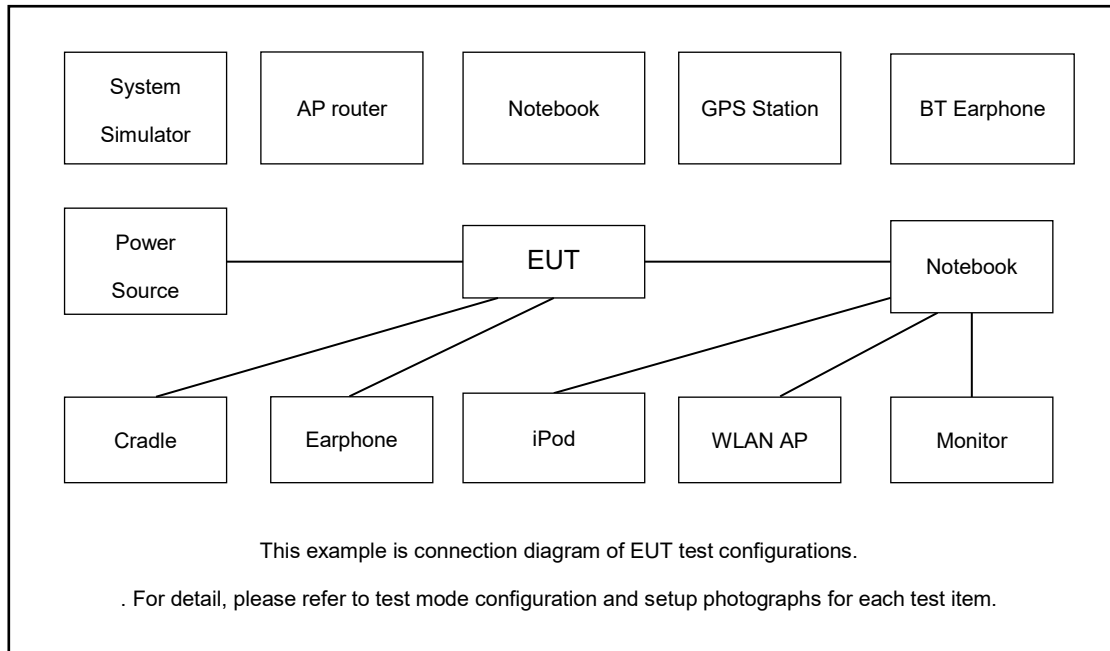 System
Simulator
AP router
Notebook
GPS Station
BT Earphone
Power
Source
EUT
Notebook
Cradle
Earphone
iPod
WLAN AP
Monitor
This example is connection diagram of EUT test configurations.
. For detail, please refer to test mode configuration and setup photographs for each test item.